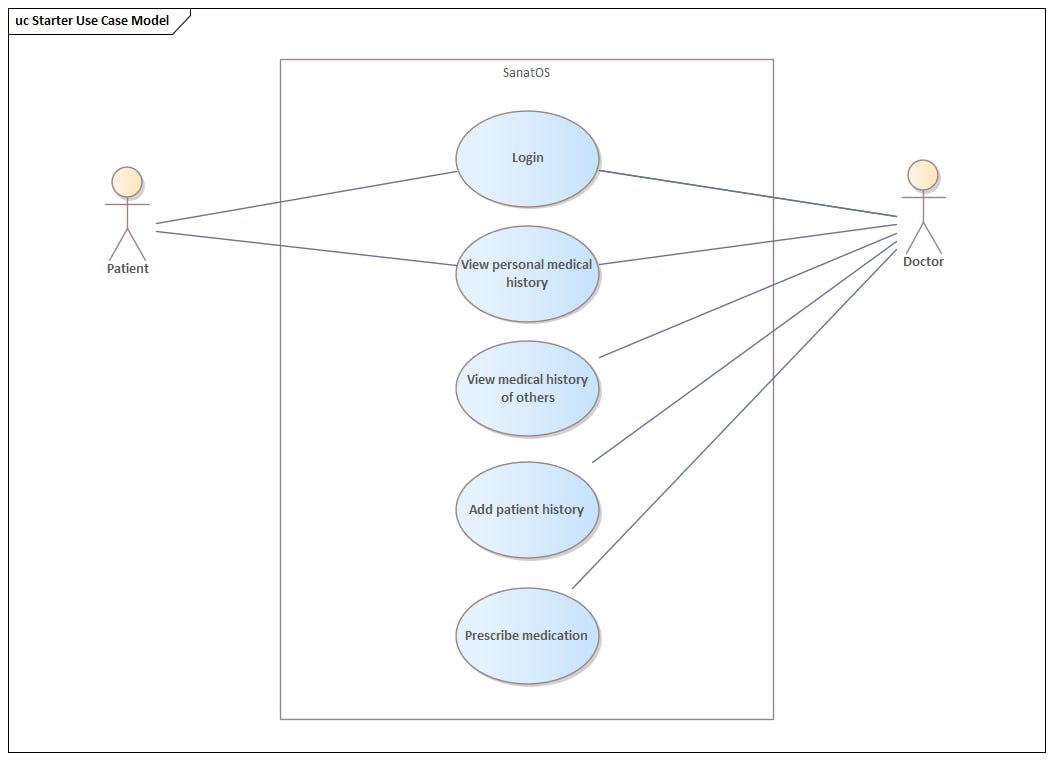 uc Starter Use Case Model
SanatOS
Login
Patient
Doctor
View personal medical
history
View medical history
of others
Add patient history
Prescribe medication